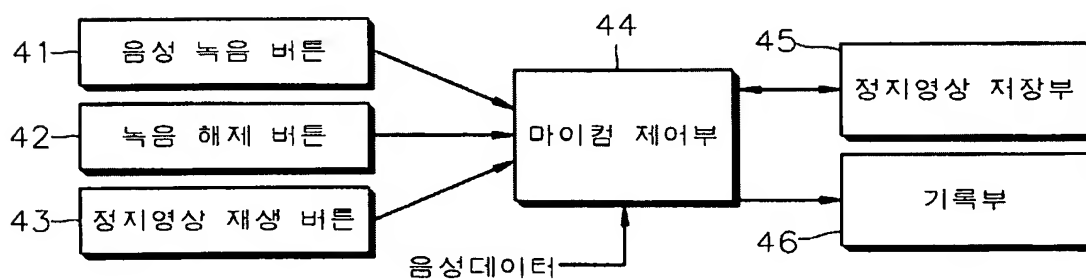 41 음성 녹음 버튼
42 녹음 해제 버튼
43 정지영상 재생 버튼
44
마이컴 제어부
음성데이터
45
정지영상 저장부
기록부
46